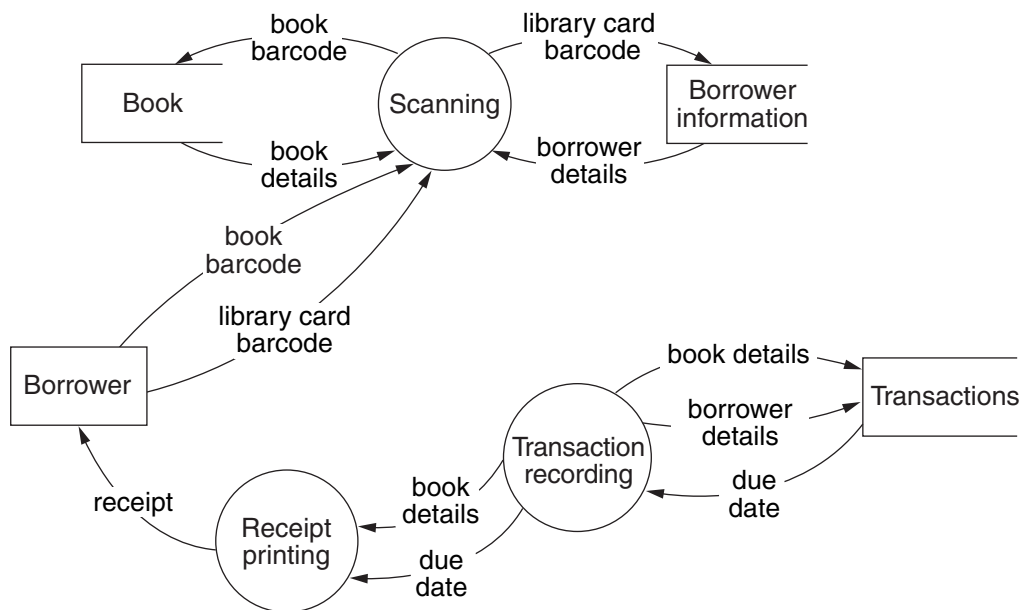 book
barcode
library card
barcode
Book
Scanning
Borrower
information
book
details
borrower
details
book
barcode
library card
barcode
Borrower
book details
Transactions
borrower
details
Transaction
recording
due
date
book
details
receipt
Receipt
printing
due
date